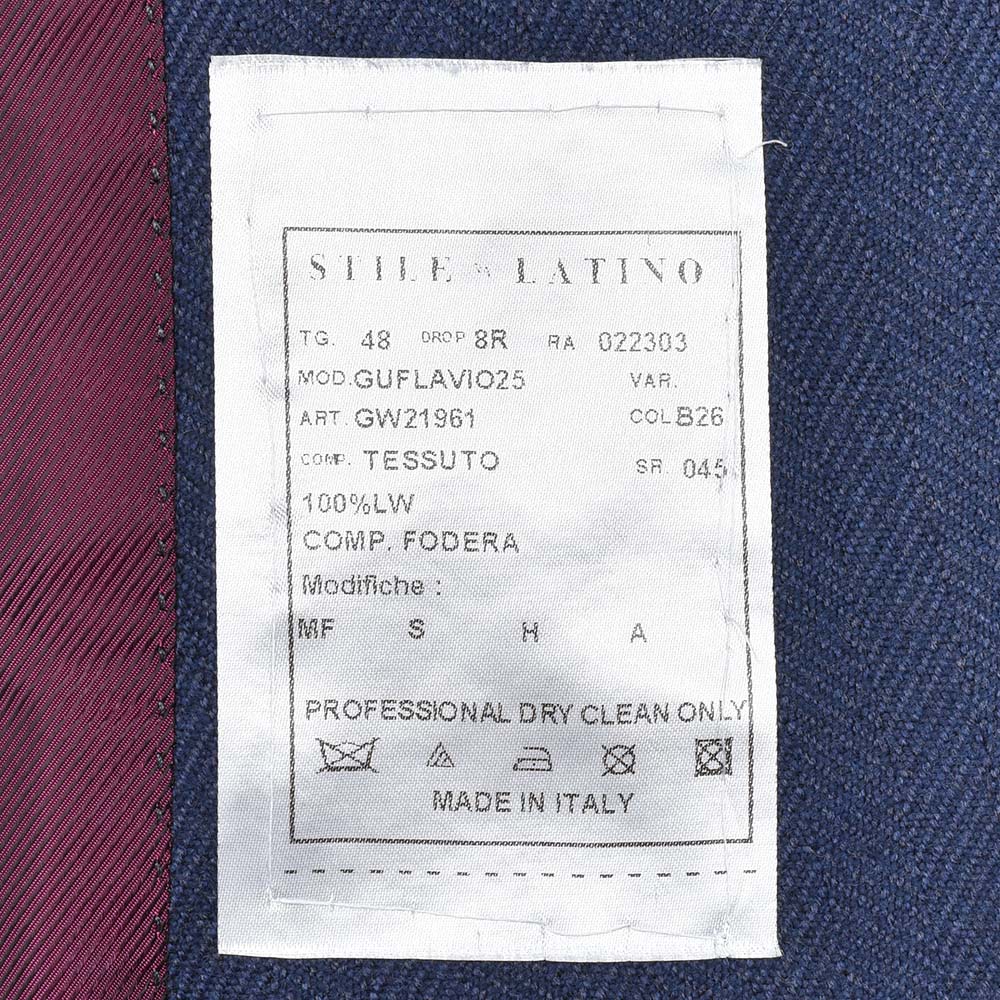 STILE LATINO
TG. 48 DROP 8R RA 022303
MOD. GUFLAVIO25 VAR.
ART. GW21961 COL B26
COMP. TESSUTO SR. 045
100%LW
COMP. FODERA
Modifiche :
MF S H A
PROFESSIONAL DRY CLEAN ONLY
MADE IN ITALY